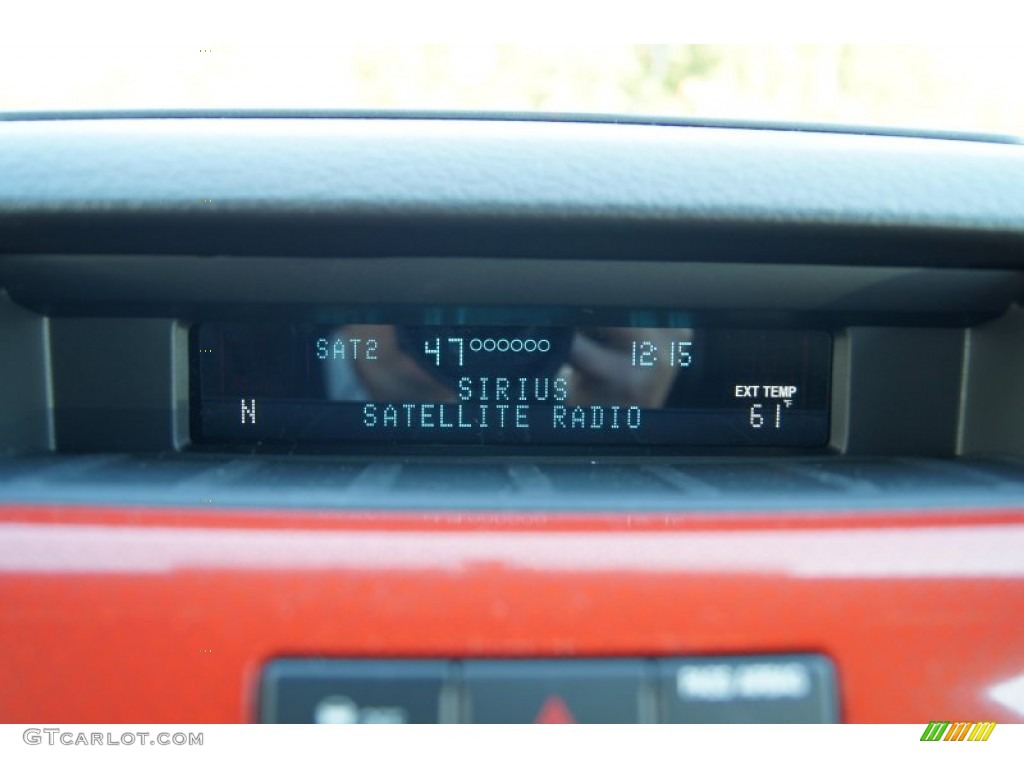 SAT2 47°°°°°° 12:15
SIRIUS
EXT TEMP
N SATELLITE RADIO 61°F
GTCARLOT.COM